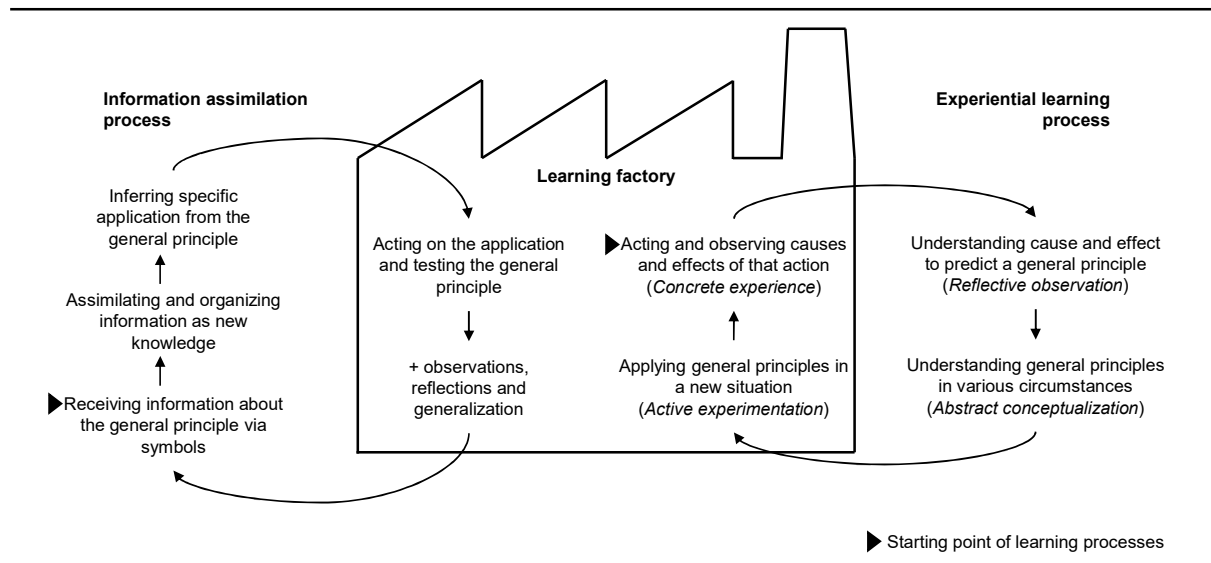 Information assimilation
process
Experiential learning
process
Learning factory
Inferring specific
application from the
general principle
Assimilating and organizing
information as new
knowledge
Receiving information about
the general principle via
symbols
Acting on the application
and testing the general
principle
+ observations,
reflections and
generalization
Acting and observing causes
and effects of that action
(Concrete experience)
Applying general principles in
a new situation
(Active experimentation)
Understanding cause and effect
to predict a general principle
(Reflective observation)
Understanding general principles
in various circumstances
(Abstract conceptualization)
Starting point of learning processes